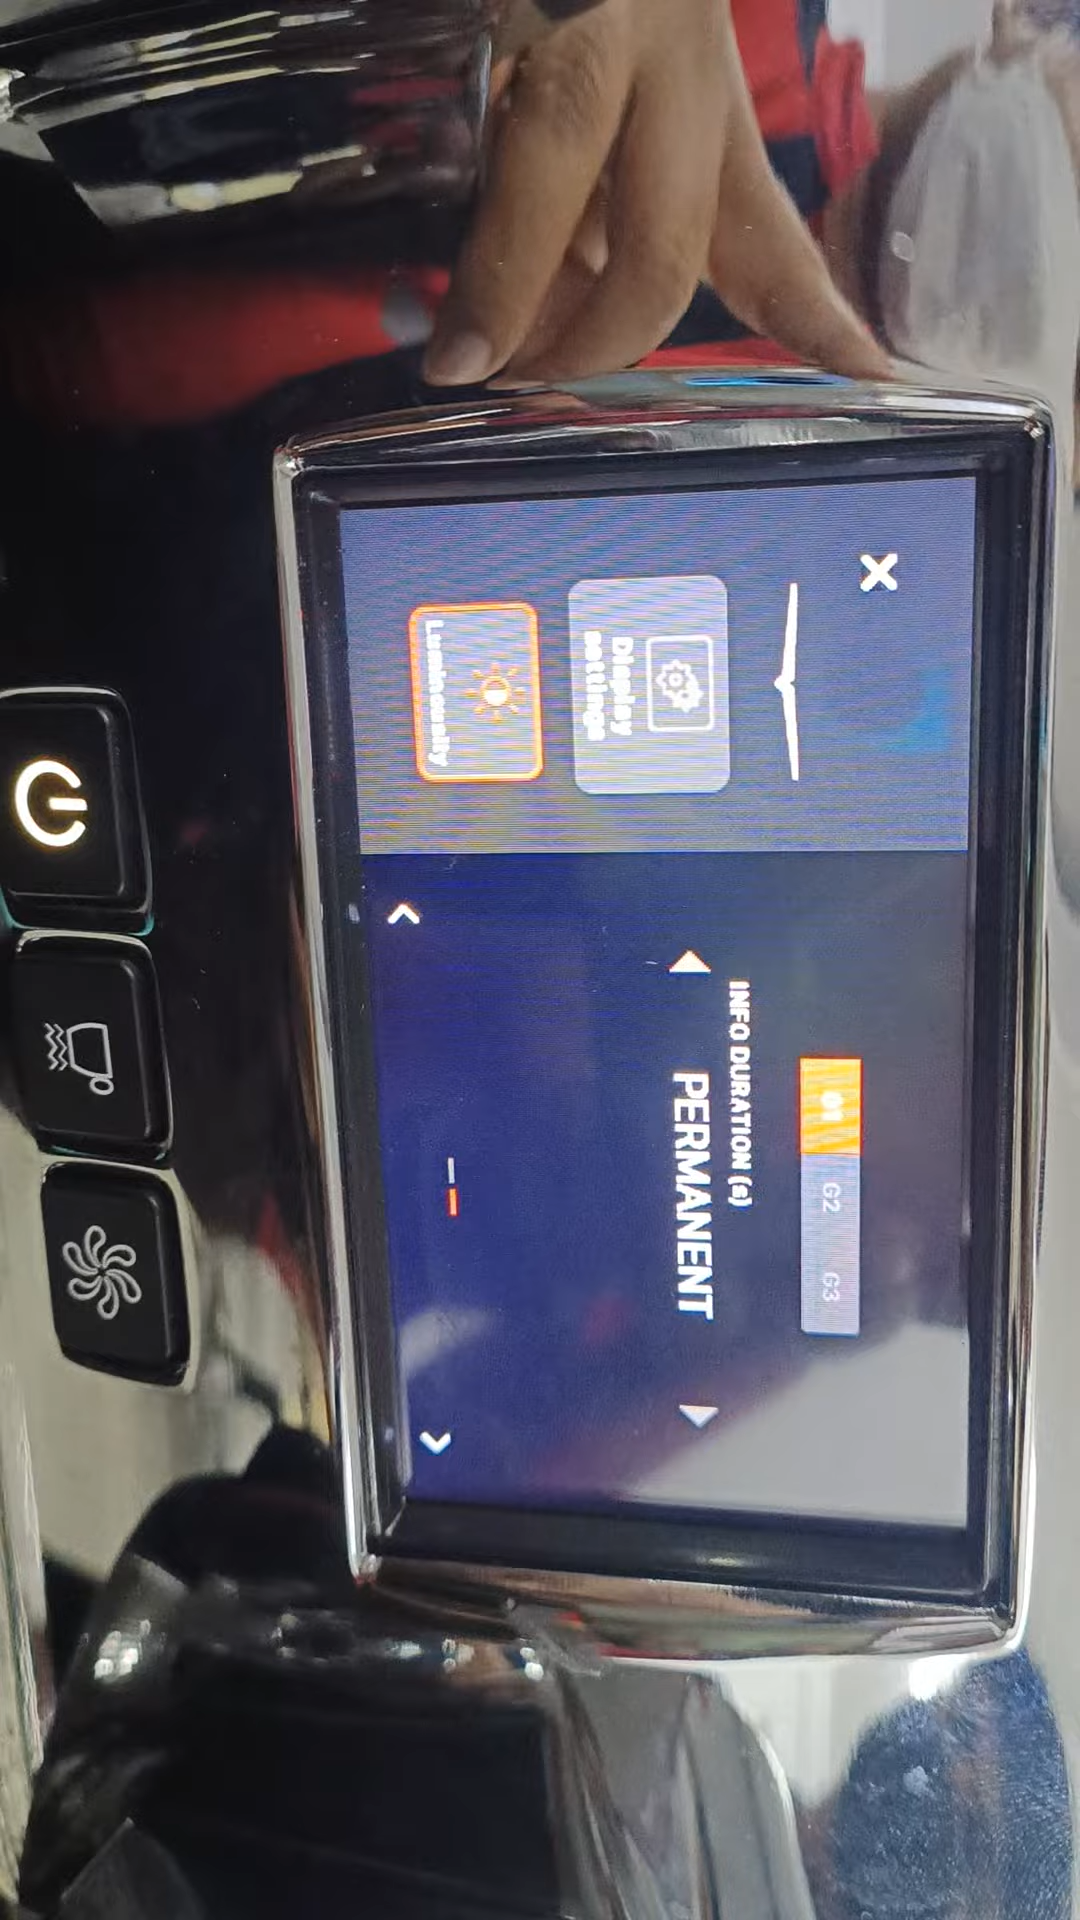 Display
settings
Luminosity
G1 G2 G3
INFO DURATION (s)
PERMANENT